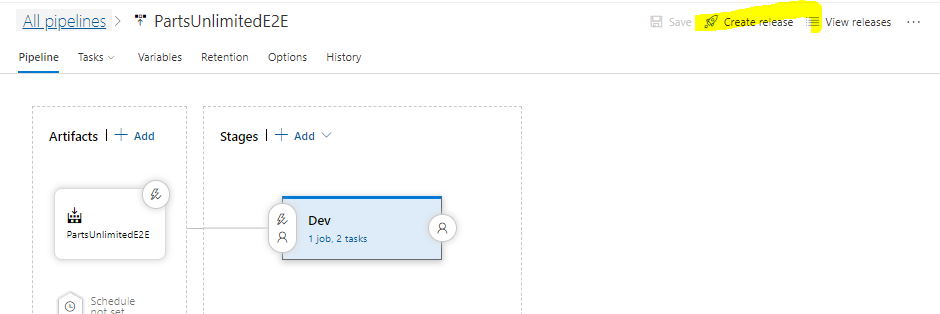 All pipelines > PartsUnlimitedE2E
Save Create release View releases ...
Pipeline Tasks Variables Retention Options History
Artifacts | + Add
Stages | + Add
PartsUnlimitedE2E
Dev
1 job, 2 tasks
Schedule
not set